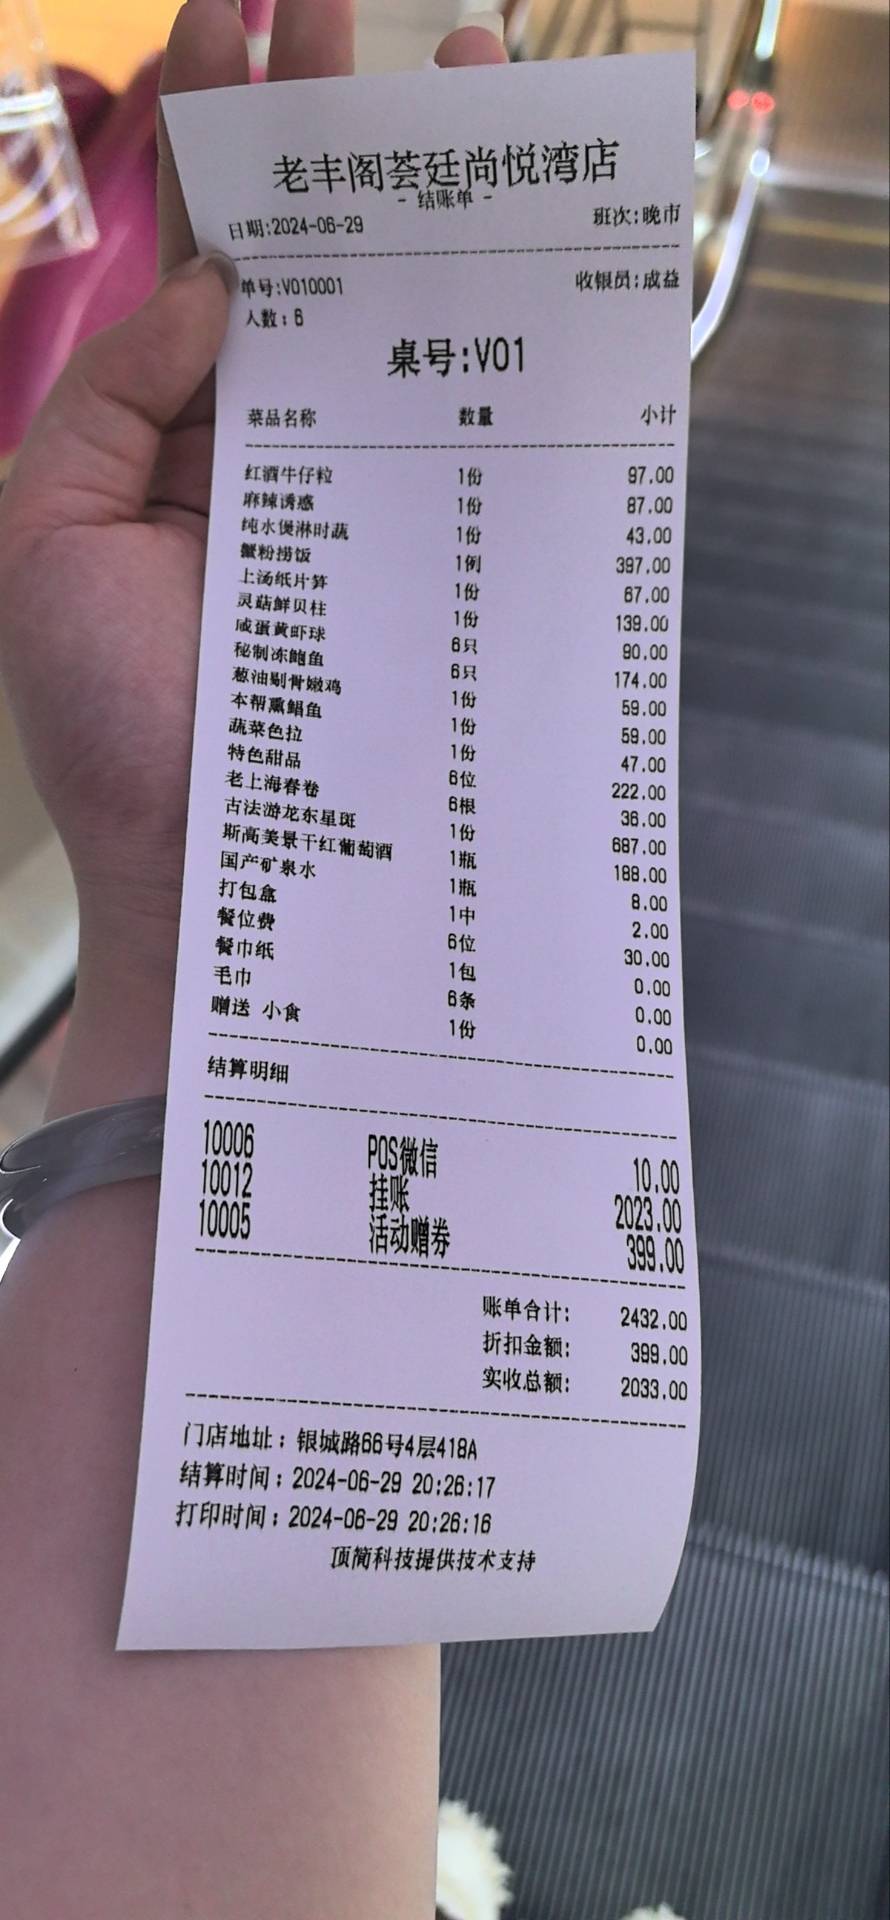 老丰阁荟廷尚悦湾店
- 结账单 -
日期:2024-06-29 班次:晚市
单号:V010001 收银员:成益
人数:6
桌号:V01
菜品名称 数量 小计
红酒牛仔粒 1份 97.00
麻辣诱惑 1份 87.00
纯水煲淋时蔬 1份 43.00
蟹粉捞饭 1例 397.00
上汤纸片笋 1份 67.00
灵菇鲜贝柱 1份 139.00
咸蛋黄虾球 6只 90.00
秘制冻鲍鱼 6只 174.00
葱油剔骨嫩鸡 1份 59.00
本帮熏鲳鱼 1份 59.00
蔬菜色拉 1份 47.00
特色甜品 6位 222.00
老上海春卷 6根 36.00
古法游龙东星斑 1份 687.00
斯高美景干红葡萄酒 1瓶 188.00
国产矿泉水 1瓶 8.00
打包盒 1中 2.00
餐位费 6位 30.00
餐巾纸 1包 0.00
毛巾 6条 0.00
赠送 小食 1份 0.00
结算明细
10006 POS微信 10.00
10012 挂账 2023.00
10005 活动赠券 399.00
账单合计: 2432.00
折扣金额: 399.00
实收总额: 2033.00
门店地址:银城路66号4层418A
结算时间:2024-06-29 20:26:17
打印时间:2024-06-29 20:26:16
顶简科技提供技术支持